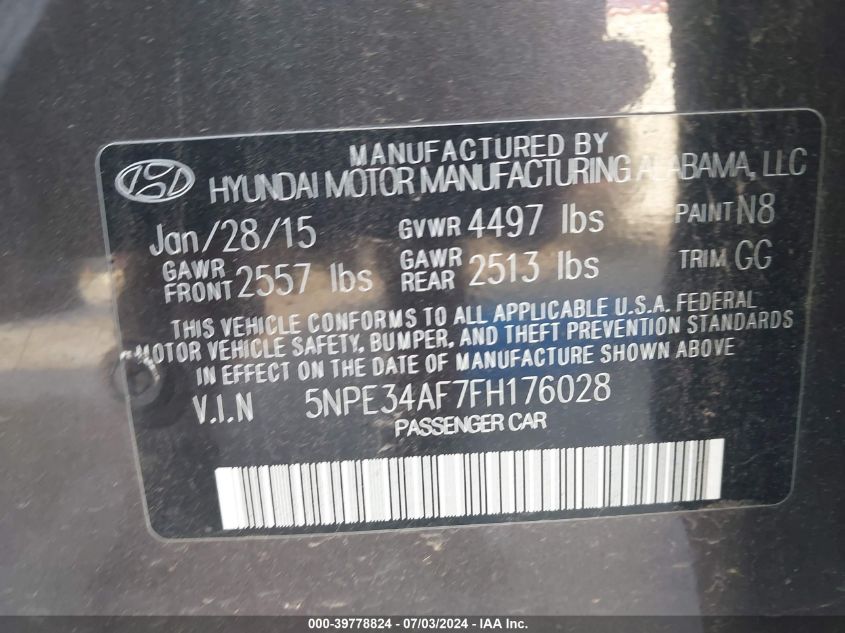 MANUFACTURED BY
HYUNDAI MOTOR MANUFACTURING ALABAMA, LLC
Jan/28/15 GVWR 4497 lbs PAINT N8
GAWR FRONT 2557 lbs GAWR REAR 2513 lbs TRIM GG
THIS VEHICLE CONFORMS TO ALL APPLICABLE U.S.A. FEDERAL
MOTOR VEHICLE SAFETY, BUMPER, AND THEFT PREVENTION STANDARDS
IN EFFECT ON THE DATE OF MANUFACTURE SHOWN ABOVE
V.I.N 5NPE34AF7FH176028
PASSENGER CAR
000-39778824 - 07/03/2024 - IAA Inc.